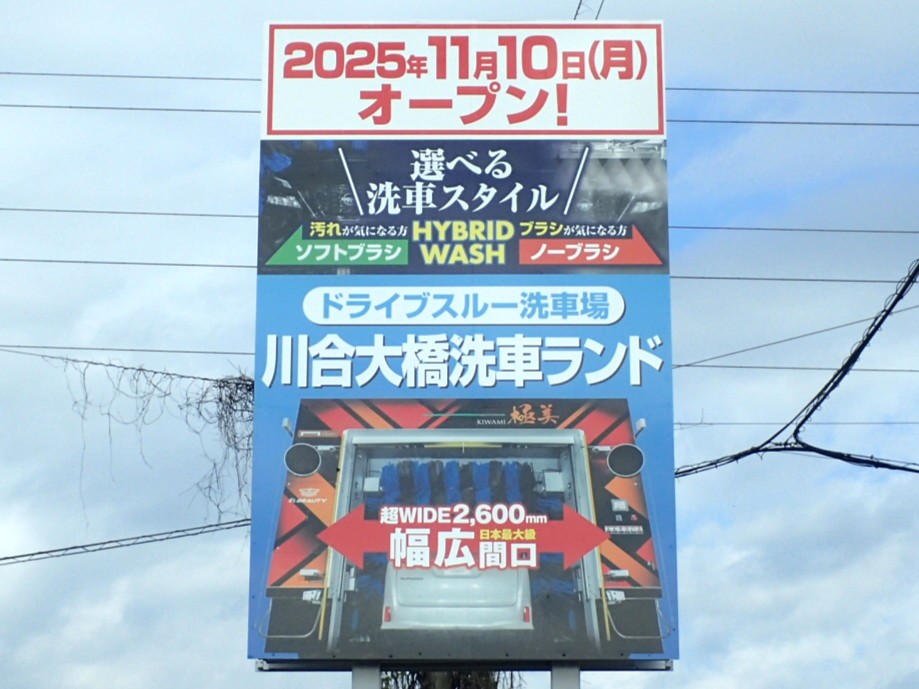 2025年11月10日(月)
オープン!
選べる
洗車スタイル
汚れが気になる方
ソフトブラシ
HYBRID
WASH
ブラシが気になる方
ノーブラシ
ドライブスルー洗車場
川合大橋洗車ランド
KIWAMI 極美
超WIDE2,600mm
幅広間口
日本最大級